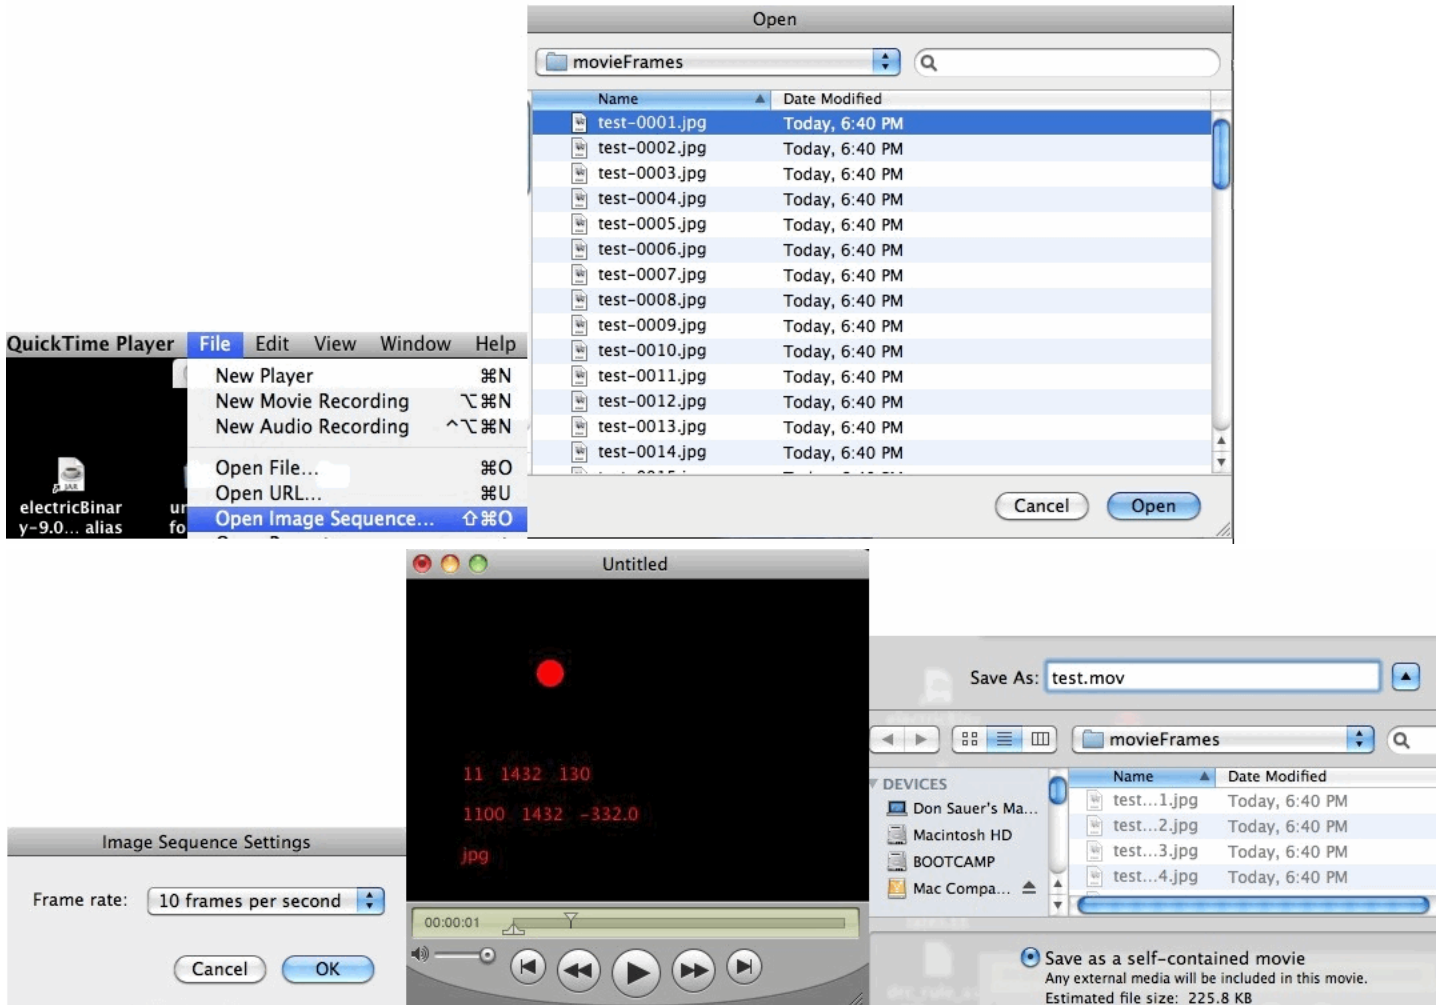 Open
movieFrames
Name Date Modified
test-0001.jpg Today, 6:40 PM
test-0002.jpg Today, 6:40 PM
test-0003.jpg Today, 6:40 PM
test-0004.jpg Today, 6:40 PM
test-0005.jpg Today, 6:40 PM
test-0006.jpg Today, 6:40 PM
test-0007.jpg Today, 6:40 PM
test-0008.jpg Today, 6:40 PM
test-0009.jpg Today, 6:40 PM
test-0010.jpg Today, 6:40 PM
test-0011.jpg Today, 6:40 PM
test-0012.jpg Today, 6:40 PM
test-0013.jpg Today, 6:40 PM
test-0014.jpg Today, 6:40 PM
Cancel Open
QuickTime Player File Edit View Window Help
New Player ⌘N
New Movie Recording ⌥⌘N
New Audio Recording ^⌥⌘N
Open File... ⌘O
Open URL... ⌘U
Open Image Sequence... ⇧⌘O
JAR
electricBinar
y-9.0... alias
ur
fo
Image Sequence Settings
Frame rate: 10 frames per second
Cancel OK
Untitled
11 1432 130
1100 1432 -332.0
jpg
00:00:01
Save As: test.mov
movieFrames
DEVICES
Don Sauer's Ma...
Macintosh HD
BOOTCAMP
Mac Compa...
Name Date Modified
test...1.jpg Today, 6:40 PM
test...2.jpg Today, 6:40 PM
test...3.jpg Today, 6:40 PM
test...4.jpg Today, 6:40 PM
Save as a self-contained movie
Any external media will be included in this movie.
Estimated file size: 225.8 KB